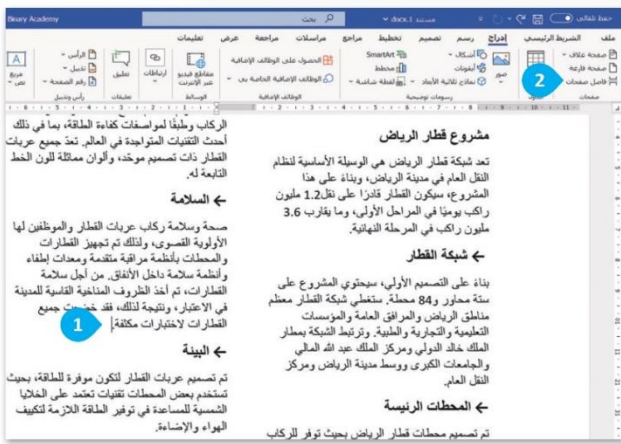 حفظ تلقائي
مستند docx.1
بحث
Binary Academy
ملف
الشريط الرئيسي
إدراج
رسم
تصميم
تخطيط
مراجع
مراسلات
مراجعة
عرض
تعليمات
صفحة غلاف
صفحة فارغة
فاصل صفحات
صفحات
2
صور
أشكال
أيقونات
نماذج ثلاثية الأبعاد
SmartArt
مخطط
لقطة شاشة
رسومات توضيحية
الحصول على الوظائف الإضافية
الوظائف الإضافية الخاصة بي
الوظائف الإضافية
مقاطع فيديو عبر الإنترنت
الوسائط
ارتباطات
تعليق
تعليقات
الرأس
تذييل
رقم الصفحة
رأس وتذييل
مربع نص
مشروع قطار الرياض
تعد شبكة قطار الرياض هي الوسيلة الأساسية لنظام
النقل العام في مدينة الرياض، وبناءً على هذا
المشروع، سيكون القطار قادرًا على نقل1.2 مليون
راكب يوميًا في المراحل الأولى، وما يقارب 3.6
مليون راكب في المرحلة النهائية.
← شبكة القطار
بناءً على التصميم الأولي، سيحتوي المشروع على
ستة محاور و84 محطة. ستغطي شبكة القطار معظم
مناطق الرياض والمرافق العامة والمؤسسات
التعليمية والتجارية والطبية. وترتبط الشبكة بمطار
الملك خالد الدولي ومركز الملك عبد الله المالي
والجامعات الكبرى ووسط مدينة الرياض ومركز
النقل العام.
← المحطات الرئيسة
تم تصميم محطات قطار الرياض بحيث توفر للركاب
الركاب وطبقًا لمواصفات كفاءة الطاقة، بما في ذلك
أحدث التقنيات المتواجدة في العالم. تعدّ جميع عربات
القطار ذات تصميم موحّد، وألوان مماثلة للون الخط
التابعة له.
← السلامة
صحة وسلامة ركاب عربات القطار والموظفين لها
الأولوية القصوى، ولذلك تم تجهيز القطارات
والمحطات بأنظمة مراقبة متقدمة ومعدات إطفاء
وأنظمة سلامة داخل الأنفاق. من أجل سلامة
القطارات، تم أخذ الظروف المناخية القاسية للمدينة
في الاعتبار، ونتيجة لذلك، فقد جميع
القطارات لاختبارات مكثفة.
1
← البيئة
تم تصميم عربات القطار لتكون موفرة للطاقة، بحيث
تستخدم بعض المحطات تقنيات تعتمد على الخلايا
الشمسية للمساعدة في توفير الطاقة اللازمة لتكييف
الهواء والإضاءة.